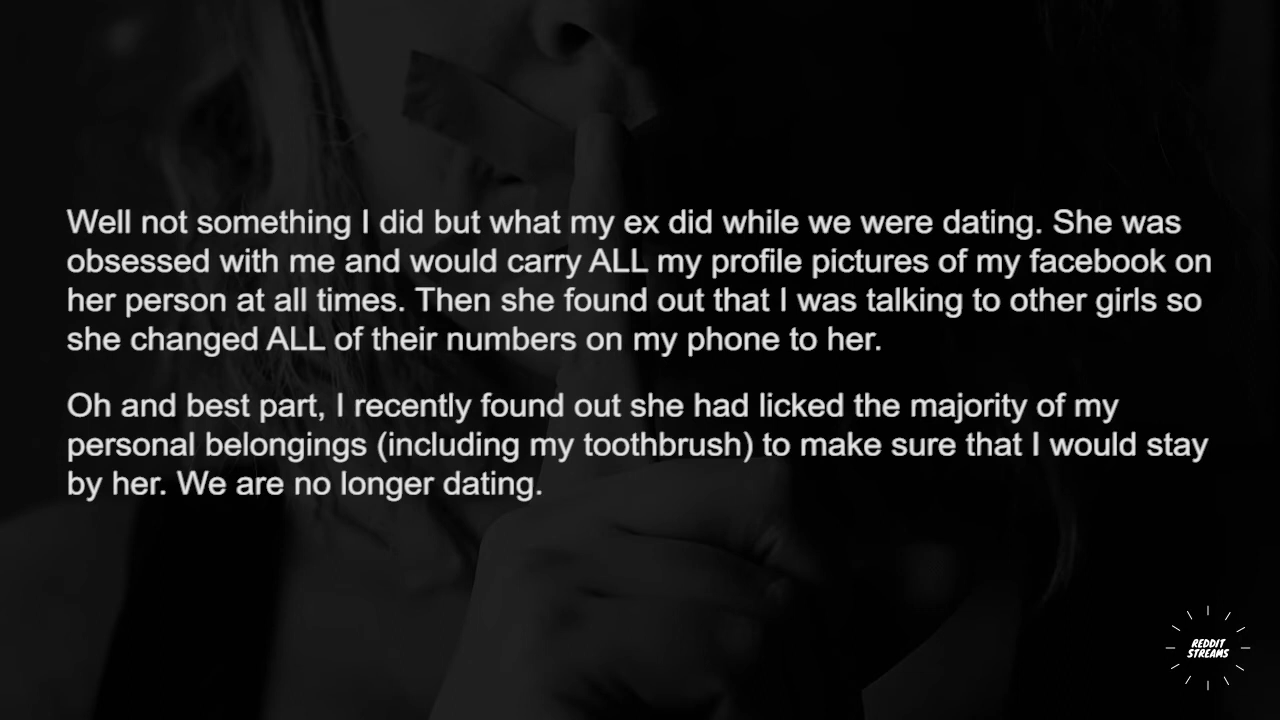 Well not something I did but what my ex did while we were dating. She was
obsessed with me and would carry ALL my profile pictures of my facebook on
her person at all times. Then she found out that I was talking to other girls so
she changed ALL of their numbers on my phone to her.
Oh and best part, I recently found out she had licked the majority of my
personal belongings (including my toothbrush) to make sure that I would stay
by her. We are no longer dating.
REDDIT
STREAMS